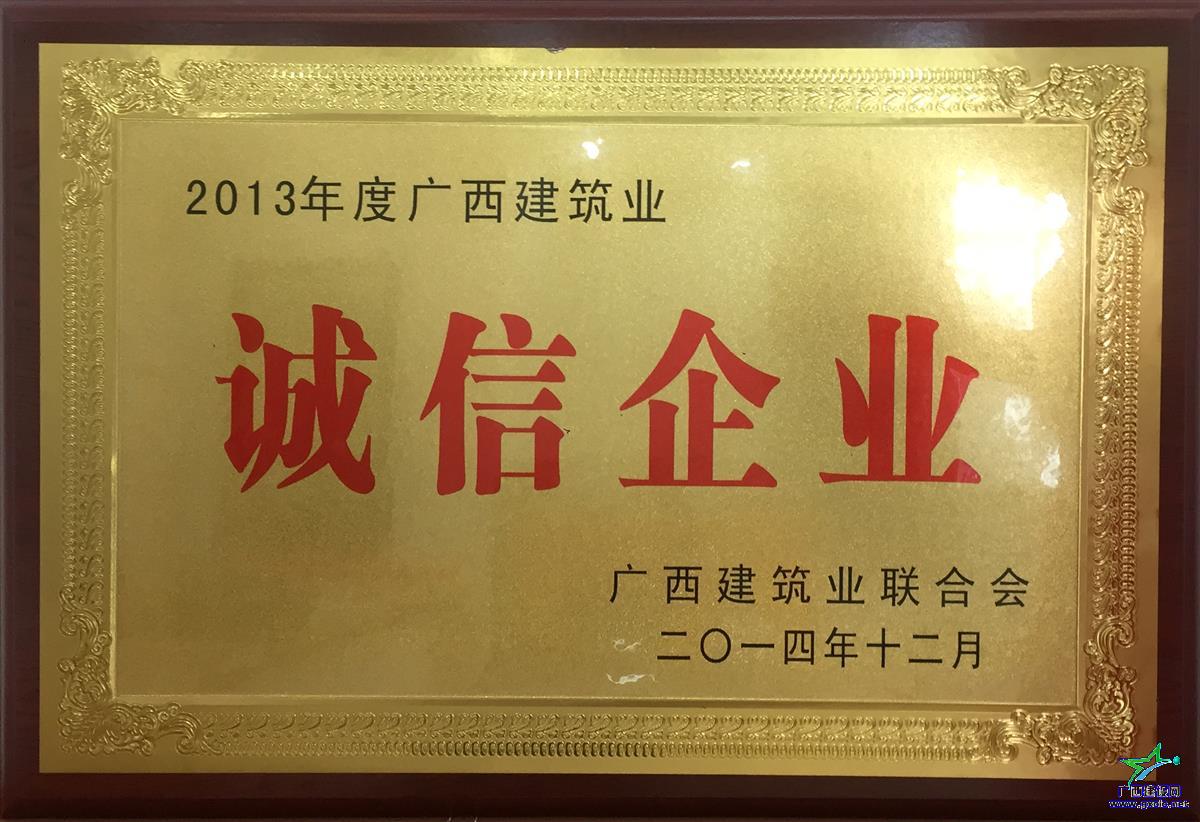 2013年度广西建筑业
诚信企业
广西建筑业联合会
二〇一四年十二月